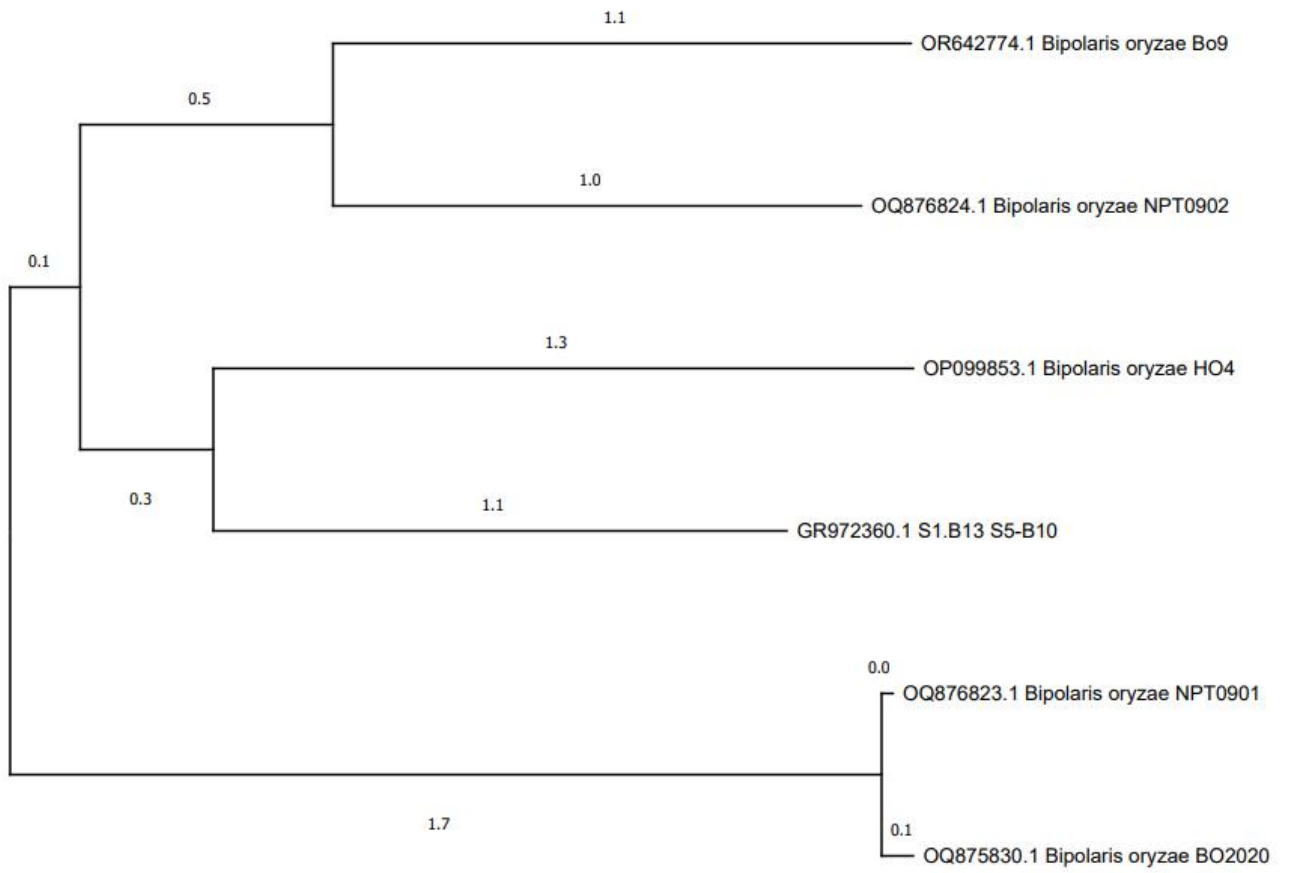 1.1
OR642774.1 Bipolaris oryzae Bo9
0.5
1.0
OQ876824.1 Bipolaris oryzae NPT0902
0.1
1.3
OP099853.1 Bipolaris oryzae HO4
0.3
1.1
GR972360.1 S1.B13 S5-B10
0.0
OQ876823.1 Bipolaris oryzae NPT0901
1.7
0.1
OQ875830.1 Bipolaris oryzae BO2020